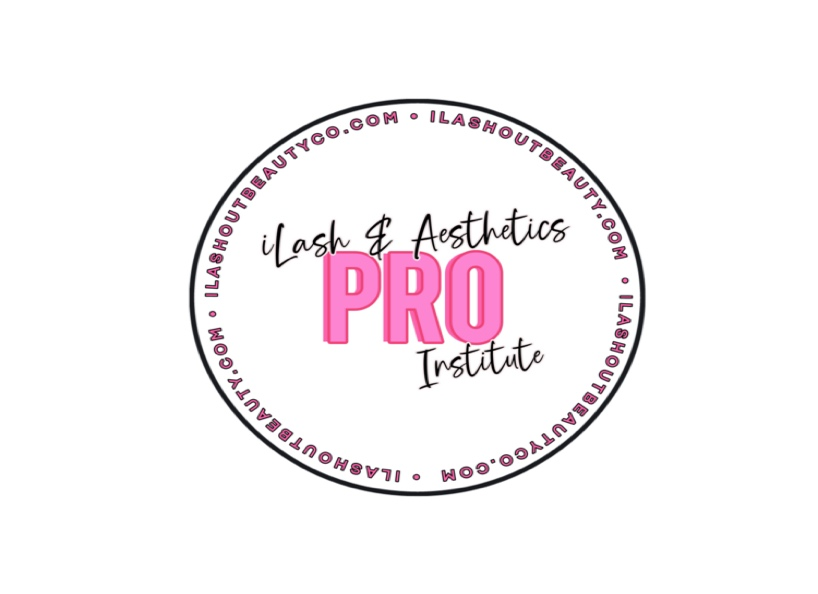 ILASHOUTBEAUTYCO.COM • ILASHOUTBEAUTY.COM • ILASHOUTBEAUTYCO.COM • ILASHOUTBEAUTY.COM •
iLash & Aesthetics
PRO
Institute